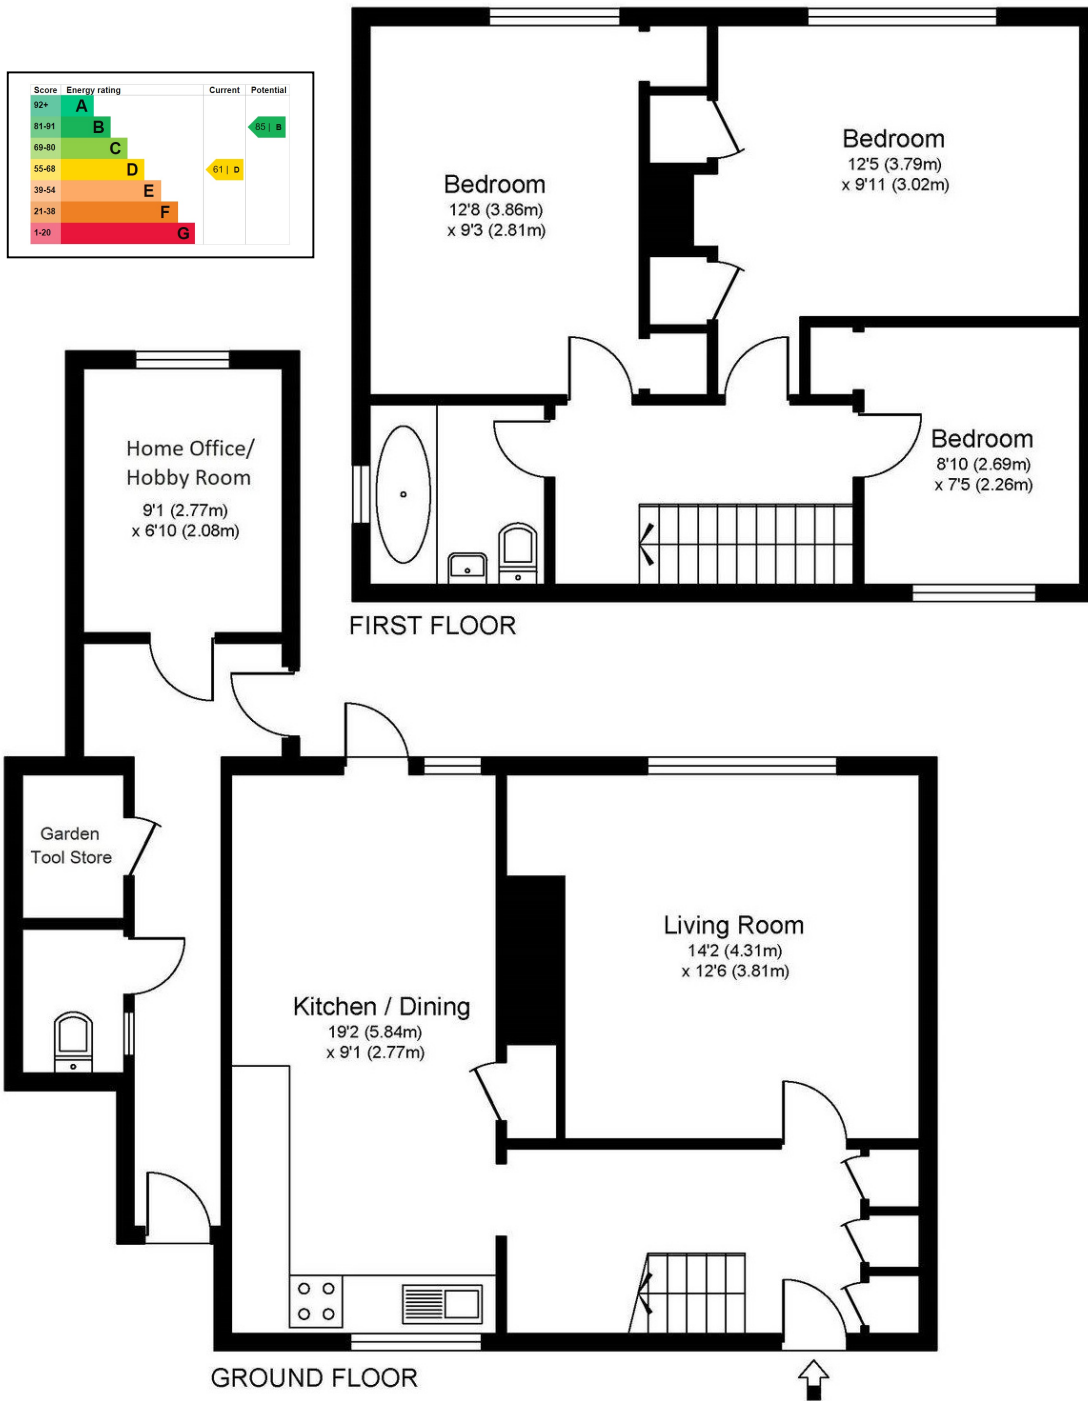 Score Energy rating Current Potential
92+ A
81-91 B 85 | B
69-80 C
55-68 D 61 | D
39-54 E
21-38 F
1-20 G
Bedroom
12'8 (3.86m)
x 9'3 (2.81m)
Bedroom
12'5 (3.79m)
x 9'11 (3.02m)
Bedroom
8'10 (2.69m)
x 7'5 (2.26m)
FIRST FLOOR
Home Office/
Hobby Room
9'1 (2.77m)
x 6'10 (2.08m)
Garden
Tool Store
Kitchen / Dining
19'2 (5.84m)
x 9'1 (2.77m)
Living Room
14'2 (4.31m)
x 12'6 (3.81m)
GROUND FLOOR